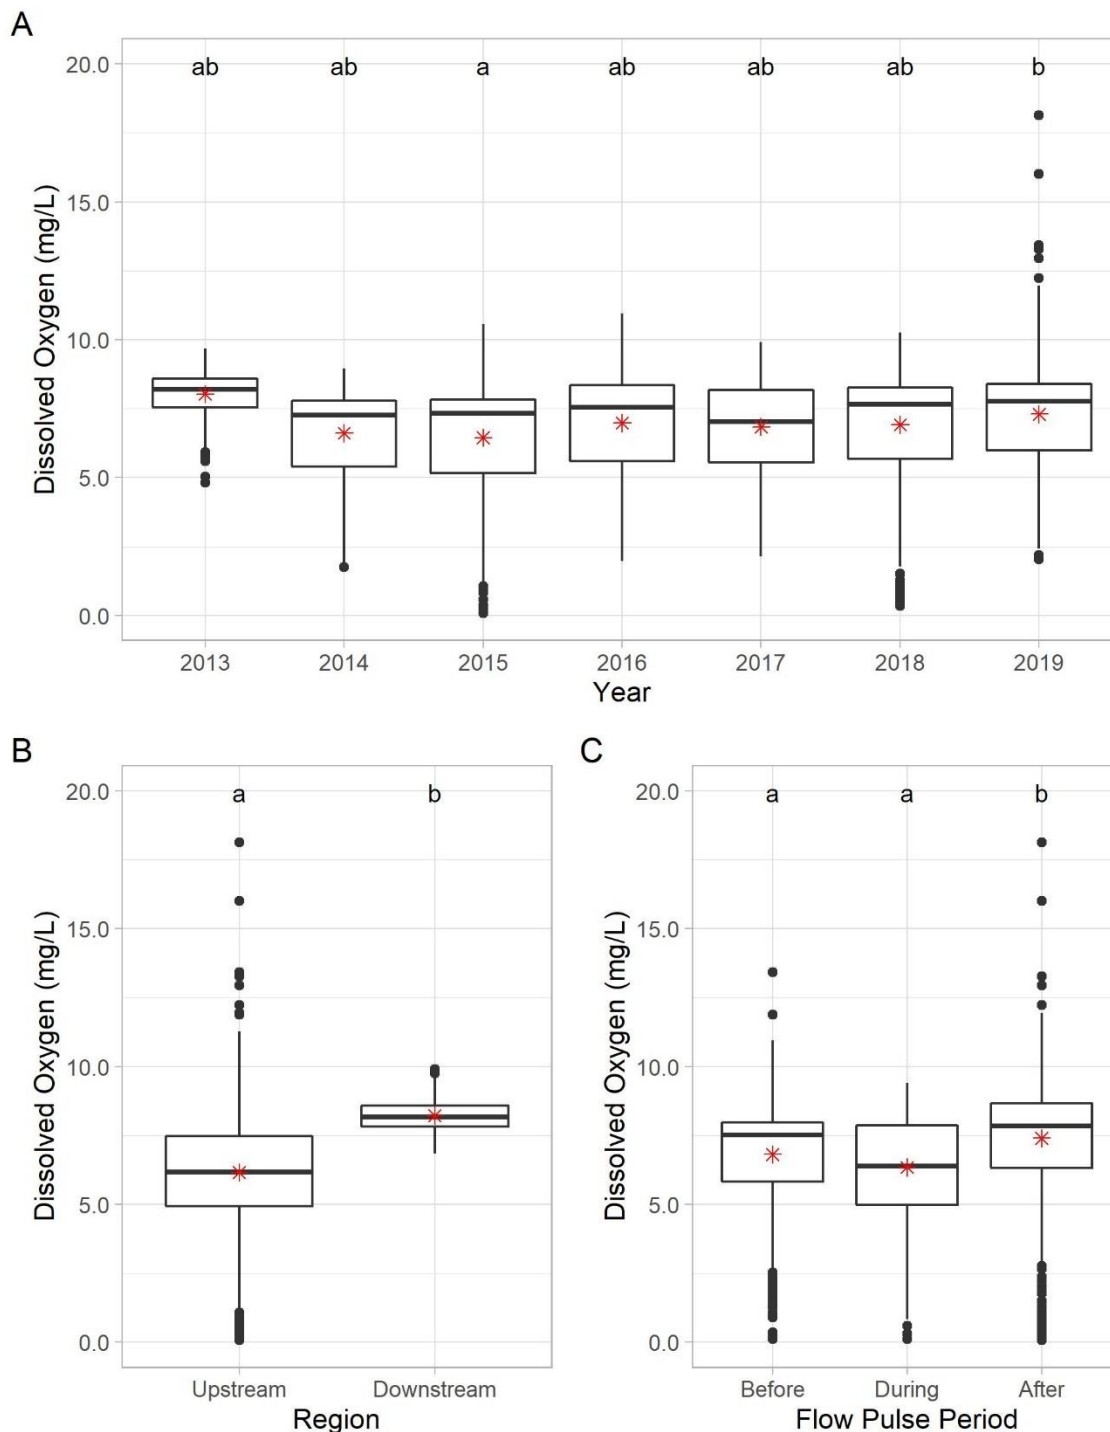 A
Dissolved Oxygen (mg/L)
20.0
15.0
10.0
5.0
0.0
ab ab a ab ab ab b
2013 2014 2015 2016 2017 2018 2019
Year
B
Dissolved Oxygen (mg/L)
20.0
15.0
10.0
5.0
0.0
a b
Upstream Downstream
Region
C
Dissolved Oxygen (mg/L)
20.0
15.0
10.0
5.0
0.0
a a b
Before During After
Flow Pulse Period